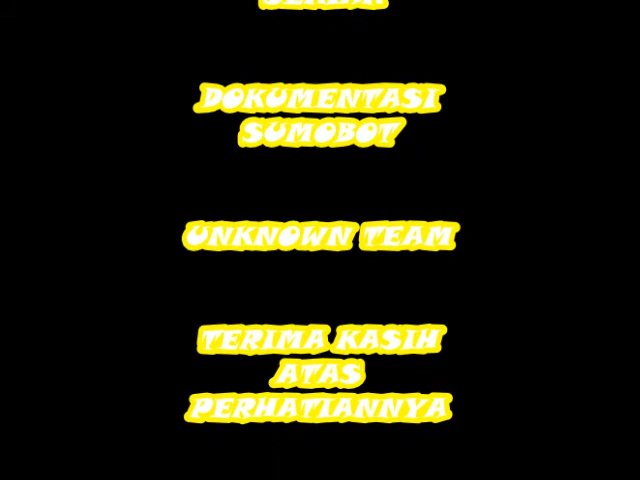 DOKUMENTASI
SUMOBOT
UNKNOWN TEAM
TERIMA KASIH
ATAS
PERHATIANNYA